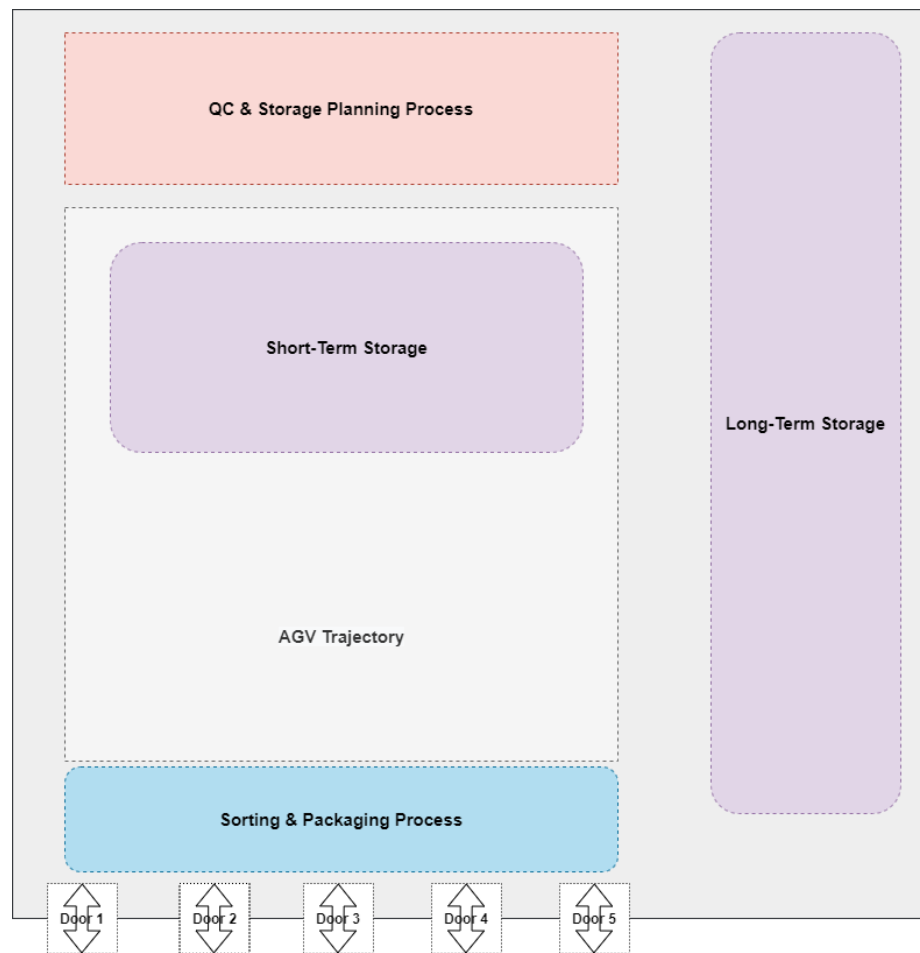 QC & Storage Planning Process
Short-Term Storage
Long-Term Storage
AGV Trajectory
Sorting & Packaging Process
Door 1
Door 2
Door 3
Door 4
Door 5